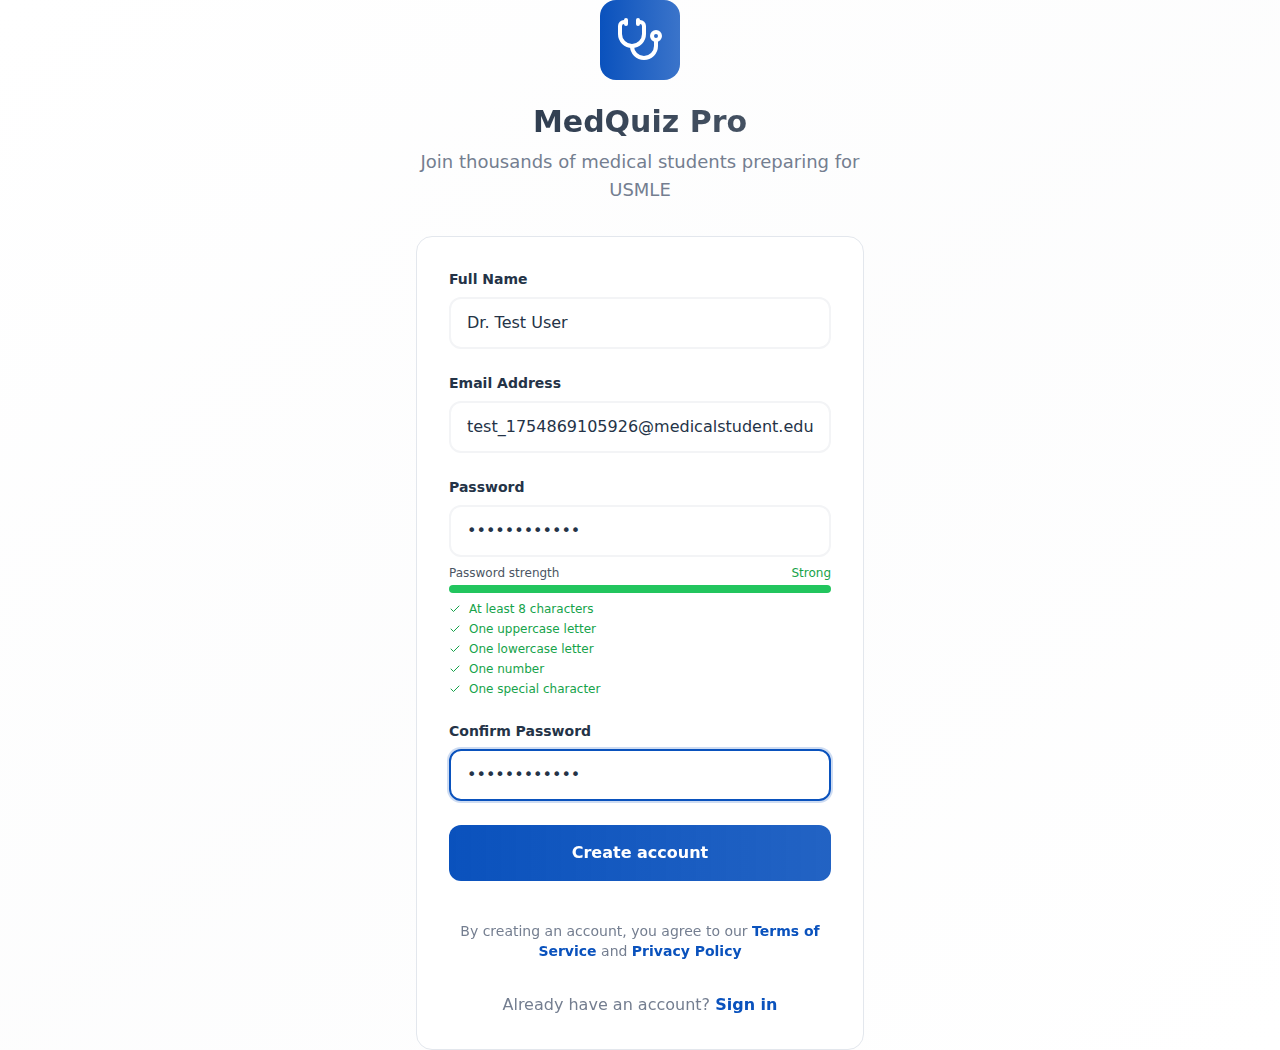 MedQuiz Pro
Join thousands of medical students preparing for
USMLE
Full Name
Dr. Test User
Email Address
test_1754869105926@medicalstudent.edu
Password
••••••••••••
Password strength Strong
At least 8 characters
One uppercase letter
One lowercase letter
One number
One special character
Confirm Password
••••••••••••
Create account
By creating an account, you agree to our Terms of
Service and Privacy Policy
Already have an account? Sign in